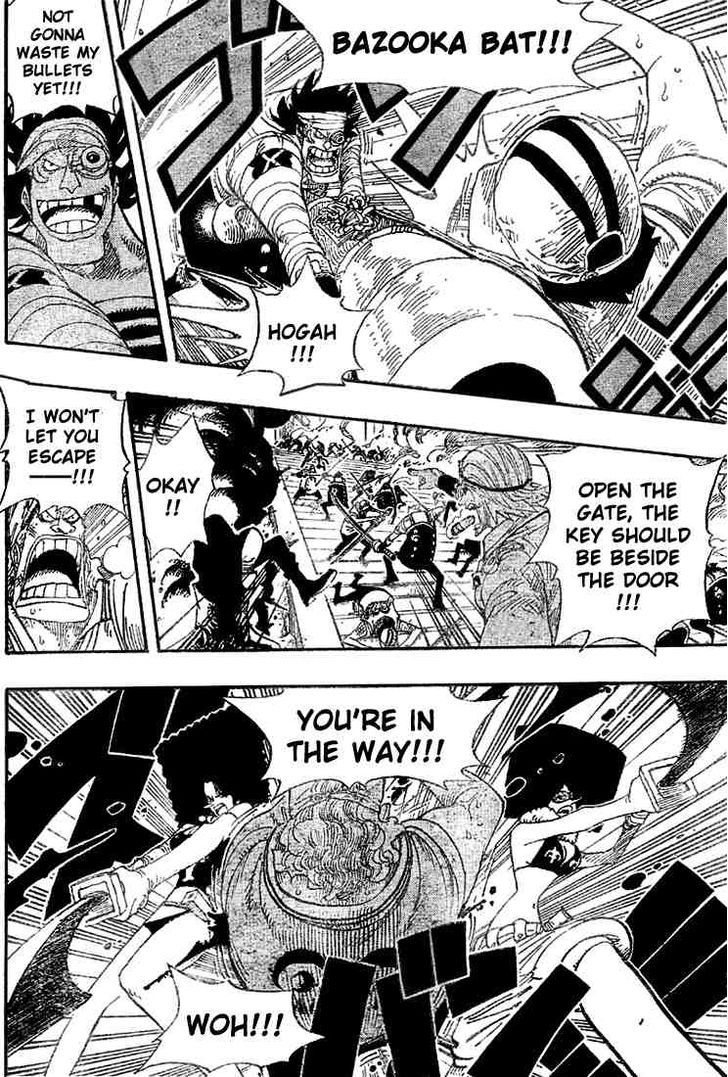 BAZOOKA BAT!!!
HOGAH
!!!
NOT
GONNA
WASTE MY
BULLETS
YET!!!
OPEN THE
GATE, THE
KEY SHOULD
BE BESIDE
THE DOOR
!!!
OKAY
!!
I WON'T
LET YOU
ESCAPE
——!!!
YOU'RE IN
THE WAY!!!
WOH!!!